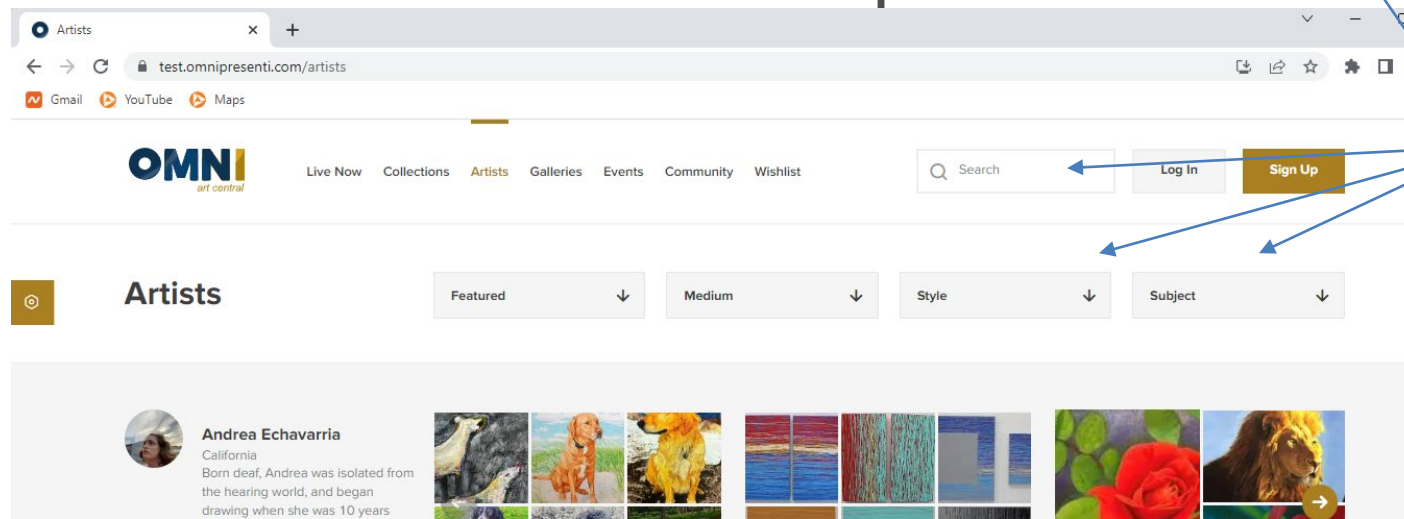 Artists
test.omnipresenti.com/artists
Gmail YouTube Maps
OMNI
art central
Live Now Collections Artists Galleries Events Community Wishlist Search Log In Sign Up
Artists Featured Medium Style Subject
Andrea Echavarria
California
Born deaf, Andrea was isolated from
the hearing world, and began
drawing when she was 10 years